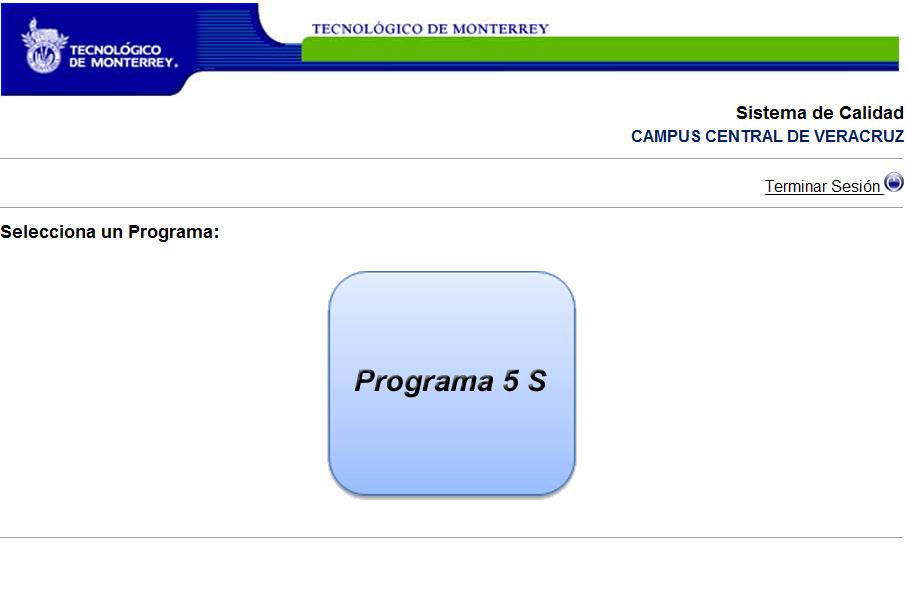 TECNOLÓGICO
DE MONTERREY.
TECNOLÓGICO DE MONTERREY
Sistema de Calidad
CAMPUS CENTRAL DE VERACRUZ
Terminar Sesión
Selecciona un Programa:
Programa 5 S